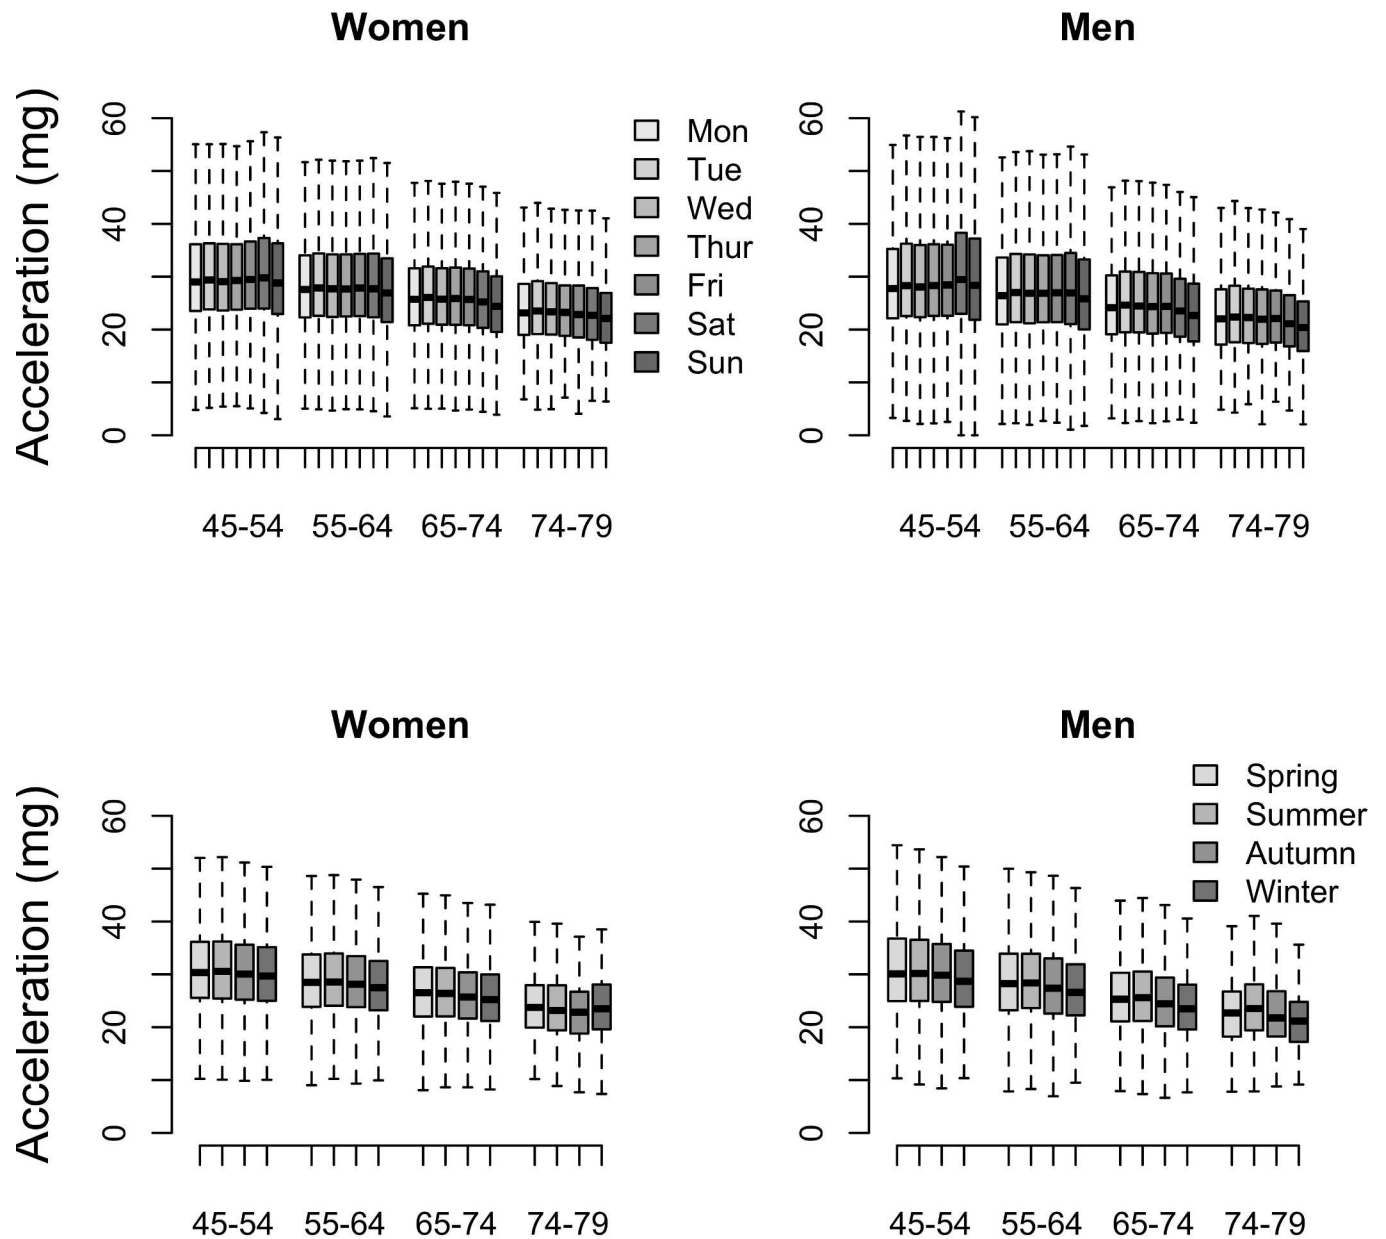 Women
Men
Acceleration (mg)
0 20 40 60
Mon
Tue
Wed
Thur
Fri
Sat
Sun
45-54 55-64 65-74 74-79
0 20 40 60
45-54 55-64 65-74 74-79
Women
Men
Acceleration (mg)
0 20 40 60
45-54 55-64 65-74 74-79
0 20 40 60
Spring
Summer
Autumn
Winter
45-54 55-64 65-74 74-79